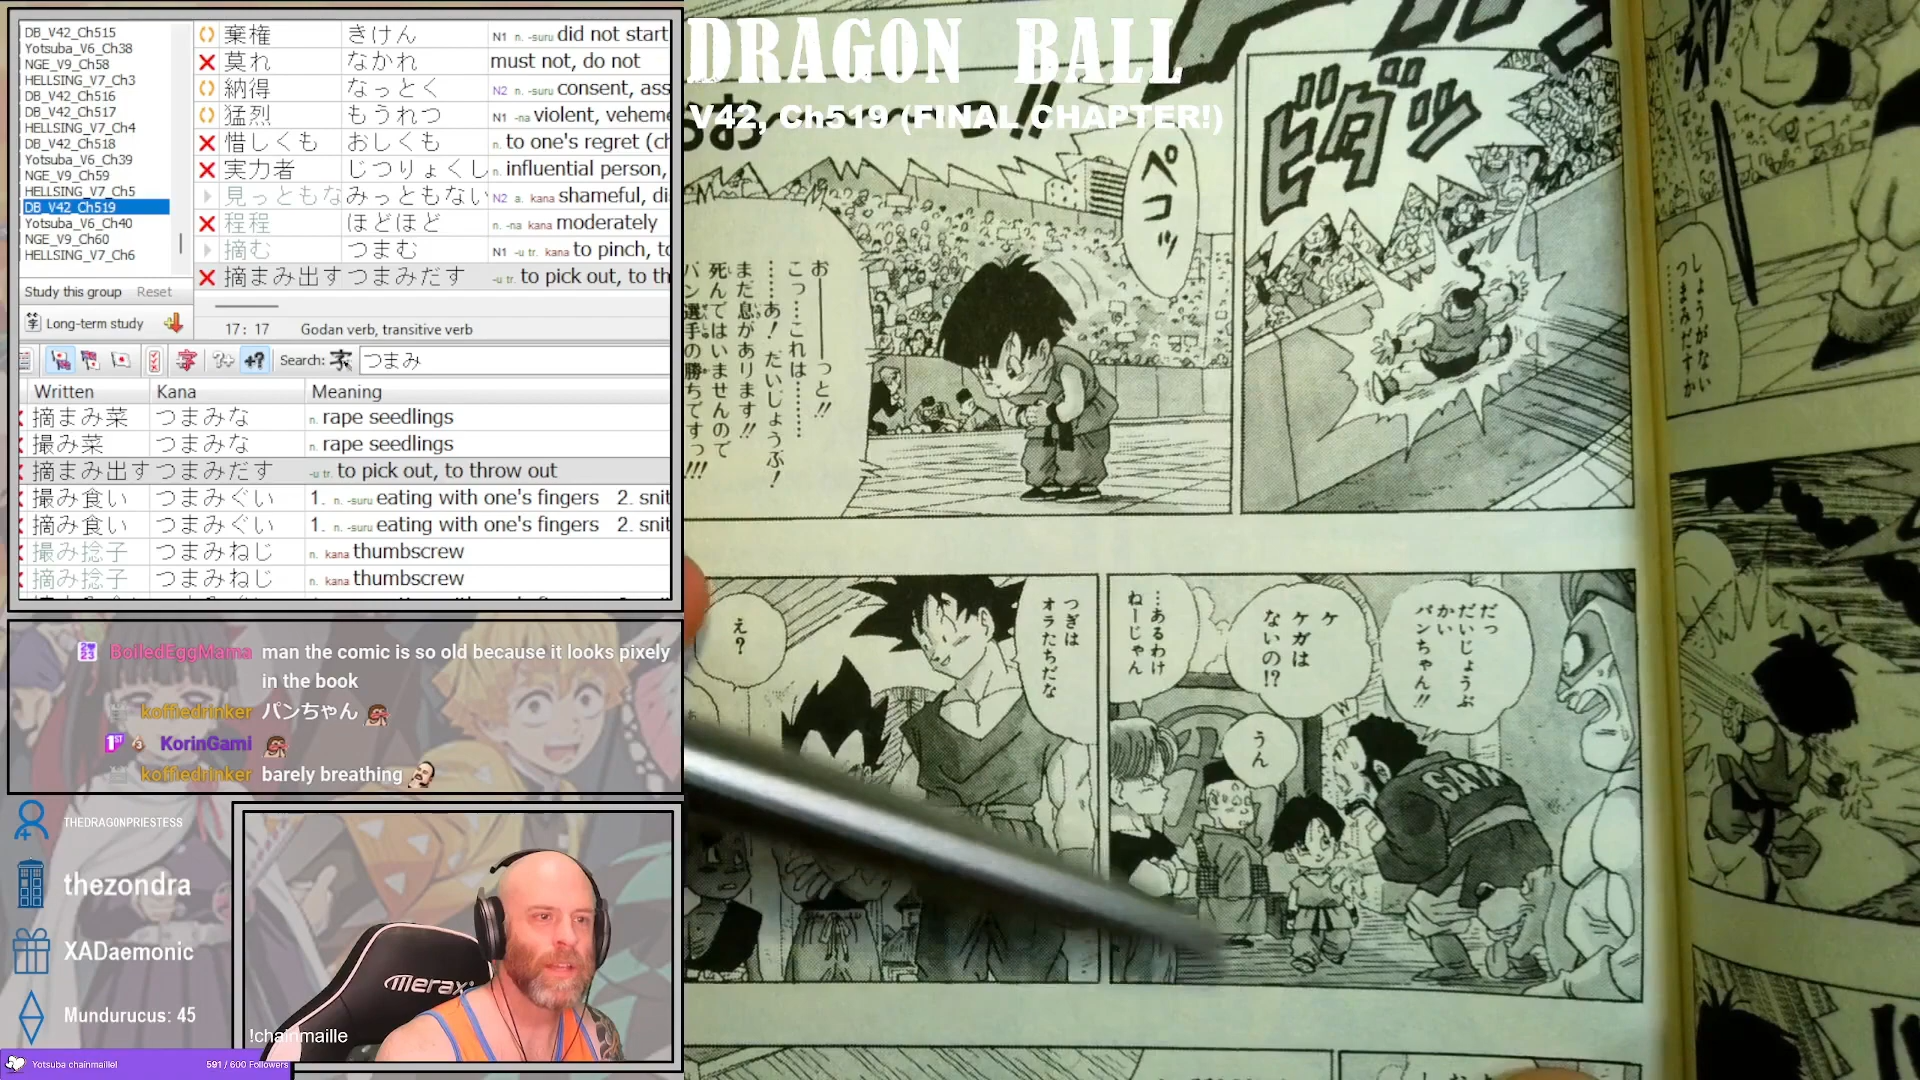 DB_V42_Ch515
Yotsuba_V6_Ch38
NGE_V9_Ch58
HELLSING_V7_Ch3
DB_V42_Ch516
DB_V42_Ch517
HELLSING_V7_Ch4
DB_V42_Ch518
Yotsuba_V6_Ch39
NGE_V9_Ch59
HELLSING_V7_Ch5
DB_V42_Ch519
Yotsuba_V6_Ch40
NGE_V9_Ch60
HELLSING_V7_Ch6
Study this group Reset
Long-term study
棄権 きけん N1 n. -suru did not start
莫れ なかれ must not, do not
納得 なっとく N2 n. -suru consent, ass
猛烈 もうれつ N1 -na violent, veheme
惜しくも おしくも n. to one's regret (ch
実力者 じつりょくし n. influential person,
見っともな みっともない N2 a. kana shameful, di
程程 ほどほど n. -na kana moderately
摘む つまむ N1 -u tr. kana to pinch, to
摘まみ出す つまみだす -u tr. to pick out, to th
17: 17 Godan verb, transitive verb
Search: つまみ
Written Kana Meaning
摘まみ菜 つまみな n. rape seedlings
撮み菜 つまみな n. rape seedlings
摘まみ出す つまみだす -u tr. to pick out, to throw out
撮み食い つまみぐい 1. n. -suru eating with one's fingers 2. snit
摘み食い つまみぐい 1. n. -suru eating with one's fingers 2. snit
撮み捻子 つまみねじ n. kana thumbscrew
摘み捻子 つまみねじ n. kana thumbscrew
BoiledEggMama man the comic is so old because it looks pixely
in the book
koffiedrinker パンちゃん
1ST KorinGami
koffiedrinker barely breathing
THEDRAGONPRIESTESS
thezondra
XADaemonic
Mundurucus: 45
merax
!chainmaille
Yotsuba chainmaille! 591 / 600 Followers
DRAGON BALL
V42, Ch519 (FINAL CHAPTER!)
ビダッ
ペコッ
お――――っと!!
こっ…これは………
……あ! だいじょうぶ!
まだ息があります!!
死んではいませんので
パン選手の勝ちですっ!!!
しょうがない
つまみだすか
……
だっ
だいじょうぶ
かい
パンちゃん!!
ケ
ケガは
ないの!?
うん
…あるわけ
ねーじゃん
SATA
つぎは
オラたちだな
え?